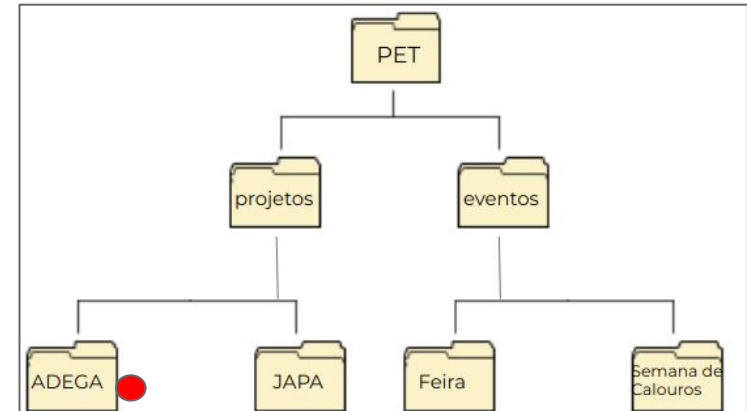 PET
projetos
eventos
ADEGA
JAPA
Feira
Semana de
Calouros